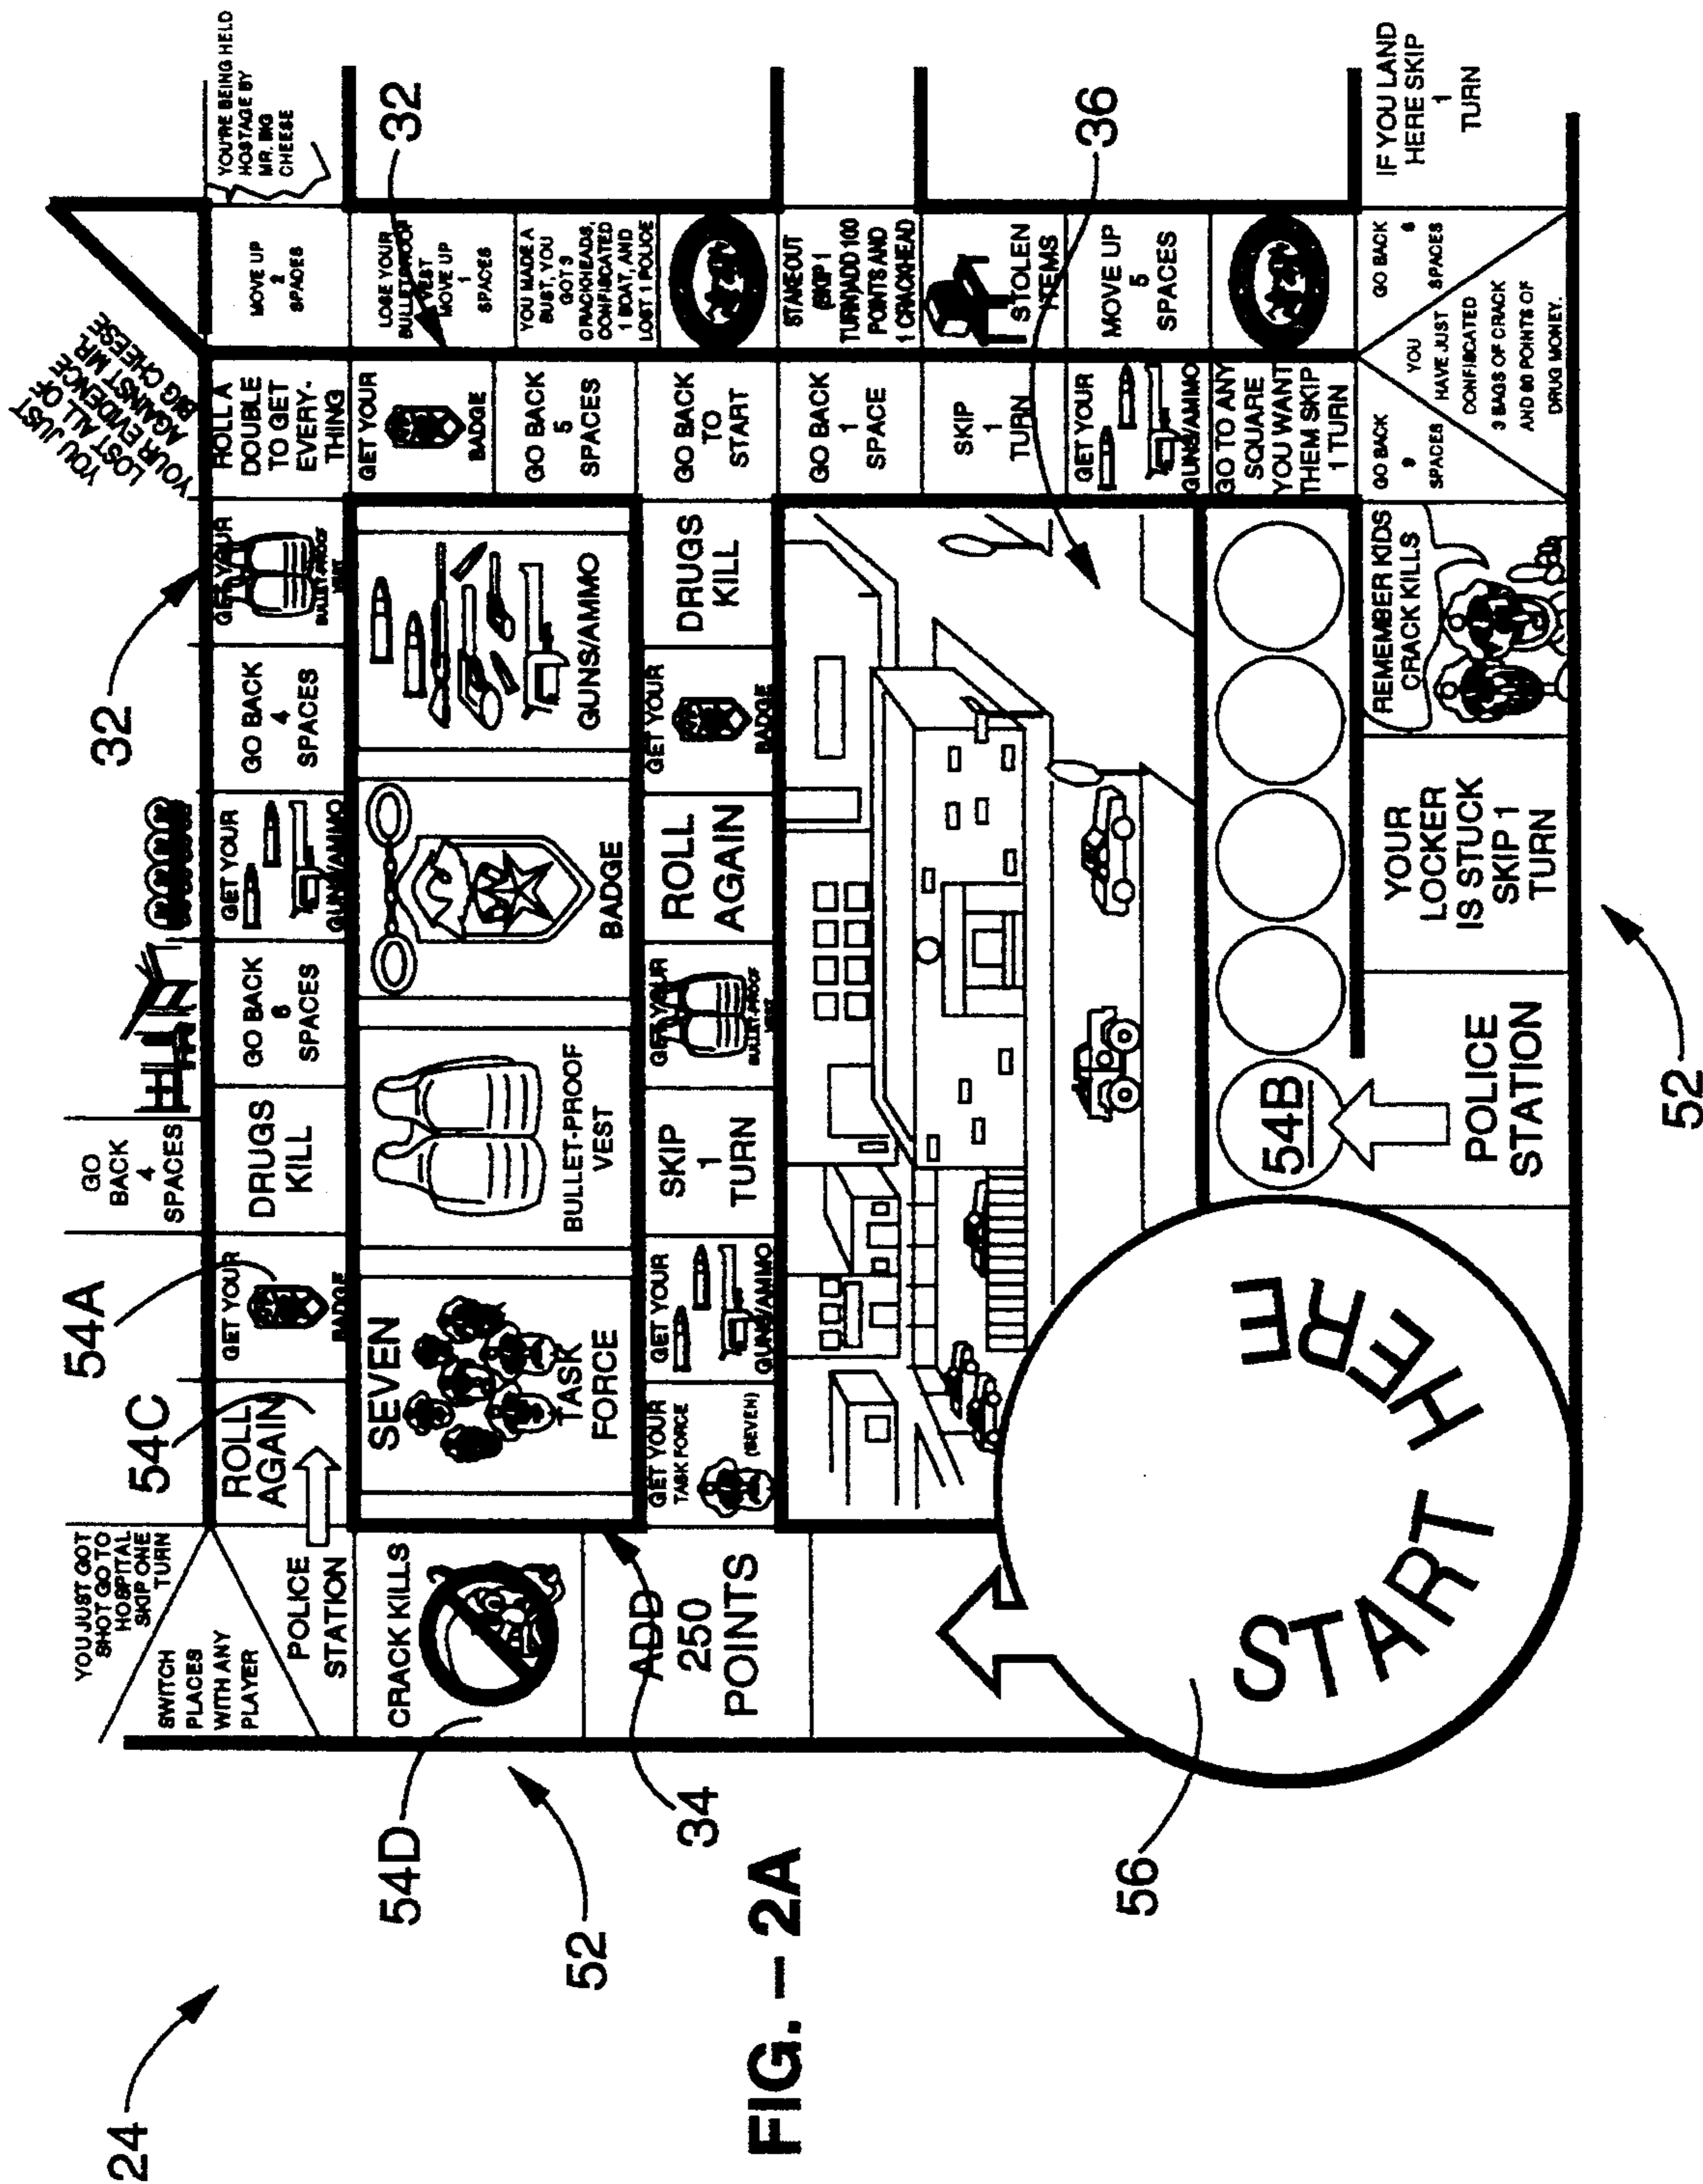 24
FIG. – 2A
YOU JUST GOT
SHOT GO TO
HOSPITAL
SKIP ONE
TURN
SWITCH
PLACES
WITH ANY
PLAYER
POLICE
STATION
54C
54A
ROLL
AGAIN
GET YOUR
BADGE
GO
BACK
4
SPACES
DRUGS
KILL
GO BACK
6
SPACES
GET YOUR
GUNS/AMMO
32
GO BACK
4
SPACES
GET YOUR
BULLET-PROOF
VEST
YOU JUST
LOST ALL OF
YOUR EVIDENCE
AGAINST MR.
BIG CHEESE.
ROLL A
DOUBLE
TO GET
EVERY-
THING
MOVE UP
2
SPACES
YOU'RE BEING HELD
HOSTAGE BY
MR. BIG
CHEESE
54D
52
34
CRACK KILLS
ADD
250
POINTS
SEVEN
TASK
FORCE
BULLET-PROOF
VEST
BADGE
GUNS/AMMO
GET YOUR
BADGE
GO BACK
5
SPACES
LOSE YOUR
BULLETPROOF
VEST
MOVE UP
1
SPACES
32
YOU MADE A
BUST, YOU
GOT 3
CRACKHEADS,
CONFISCATED
1 BOAT, AND
LOST 1 POLICE
GET YOUR
TASK FORCE
(SEVEN)
GET YOUR
GUNS/AMMO
SKIP
1
TURN
GET YOUR
BULLET-PROOF
VEST
ROLL
AGAIN
GET YOUR
BADGE
DRUGS
KILL
GO BACK
TO
START
GO BACK
1
SPACE
STAKE-OUT
(SKIP 1
TURN) ADD 100
POINTS AND
1 CRACKHEAD
SKIP
1
TURN
STOLEN
ITEMS
36
GET YOUR
GUNS/AMMO
MOVE UP
5
SPACES
GO TO ANY
SQUARE
YOU WANT
THEM SKIP
1 TURN
56
START HERE
54B
POLICE
STATION
YOUR
LOCKER
IS STUCK
SKIP 1
TURN
REMEMBER KIDS
CRACK KILLS
GO BACK
9
SPACES
YOU
HAVE JUST
CONFISCATED
3 BAGS OF CRACK
AND 60 POINTS OF
DRUG MONEY.
GO BACK
6
SPACES
IF YOU LAND
HERE SKIP
1
TURN
52